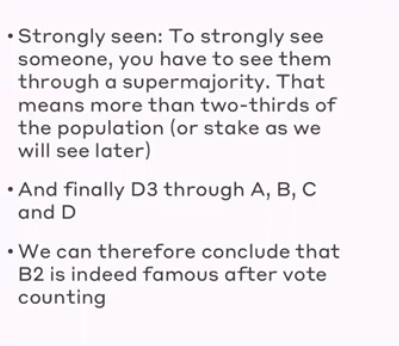 • Strongly seen: To strongly see
someone, you have to see them
through a supermajority. That
means more than two-thirds of
the population (or stake as we
will see later)
• And finally D3 through A, B, C
and D
• We can therefore conclude that
B2 is indeed famous after vote
counting